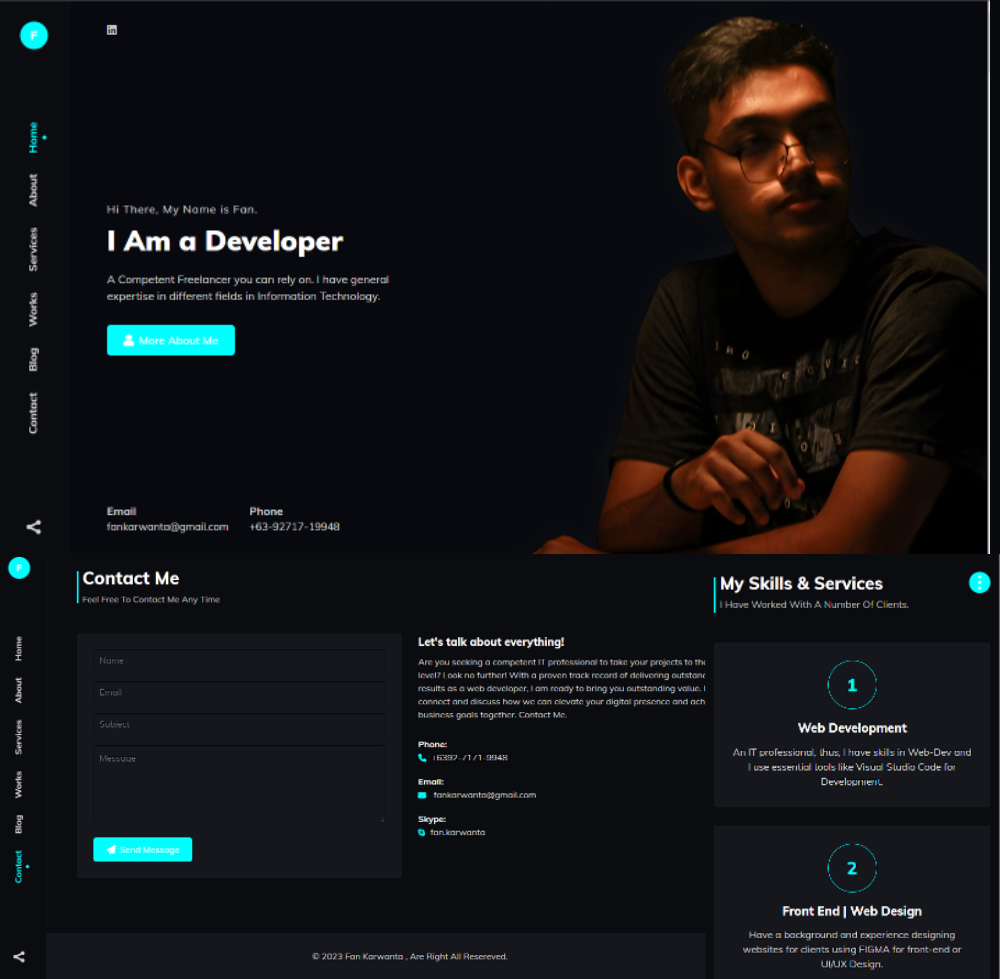 F
Home
About
Services
Works
Blog
Contact
Hi There, My Name is Fan.
I Am a Developer
A Competent Freelancer you can rely on. I have general
expertise in different fields in Information Technology.
More About Me
Email
fankarwanta@gmail.com
Phone
+63-92717-19948
F
Home
About
Services
Works
Blog
Contact
Contact Me
Feel Free To Contact Me Any Time
Name
Email
Subject
Message
Send Message
Let's talk about everything!
Are you seeking a competent IT professional to take your projects to the
level? Look no further! With a proven track record of delivering outstan
results as a web developer, I am ready to bring you outstanding value.
connect and discuss how we can elevate your digital presence and ach
business goals together. Contact Me.
Phone:
+6392-7171-9948
Email:
fankarwanta@gmail.com
Skype:
fan.karwanta
© 2023 Fan Karwanta , Are Right All Resereved.
My Skills & Services
I Have Worked With A Number Of Clients.
1
Web Development
An IT professional, thus, I have skills in Web-Dev and
I use essential tools like Visual Studio Code for
Development.
2
Front End | Web Design
Have a background and experience designing
websites for clients using FIGMA for front-end or
UI/UX Design.